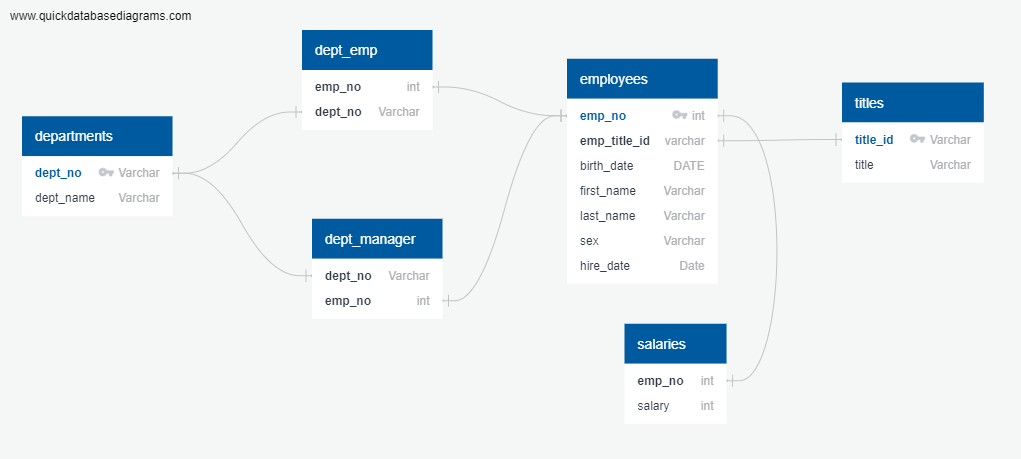 www.quickdatabasediagrams.com
departments
dept_no Varchar
dept_name Varchar
dept_emp
emp_no int
dept_no Varchar
dept_manager
dept_no Varchar
emp_no int
employees
emp_no int
emp_title_id varchar
birth_date DATE
first_name Varchar
last_name Varchar
sex Varchar
hire_date Date
salaries
emp_no int
salary int
titles
title_id Varchar
title Varchar